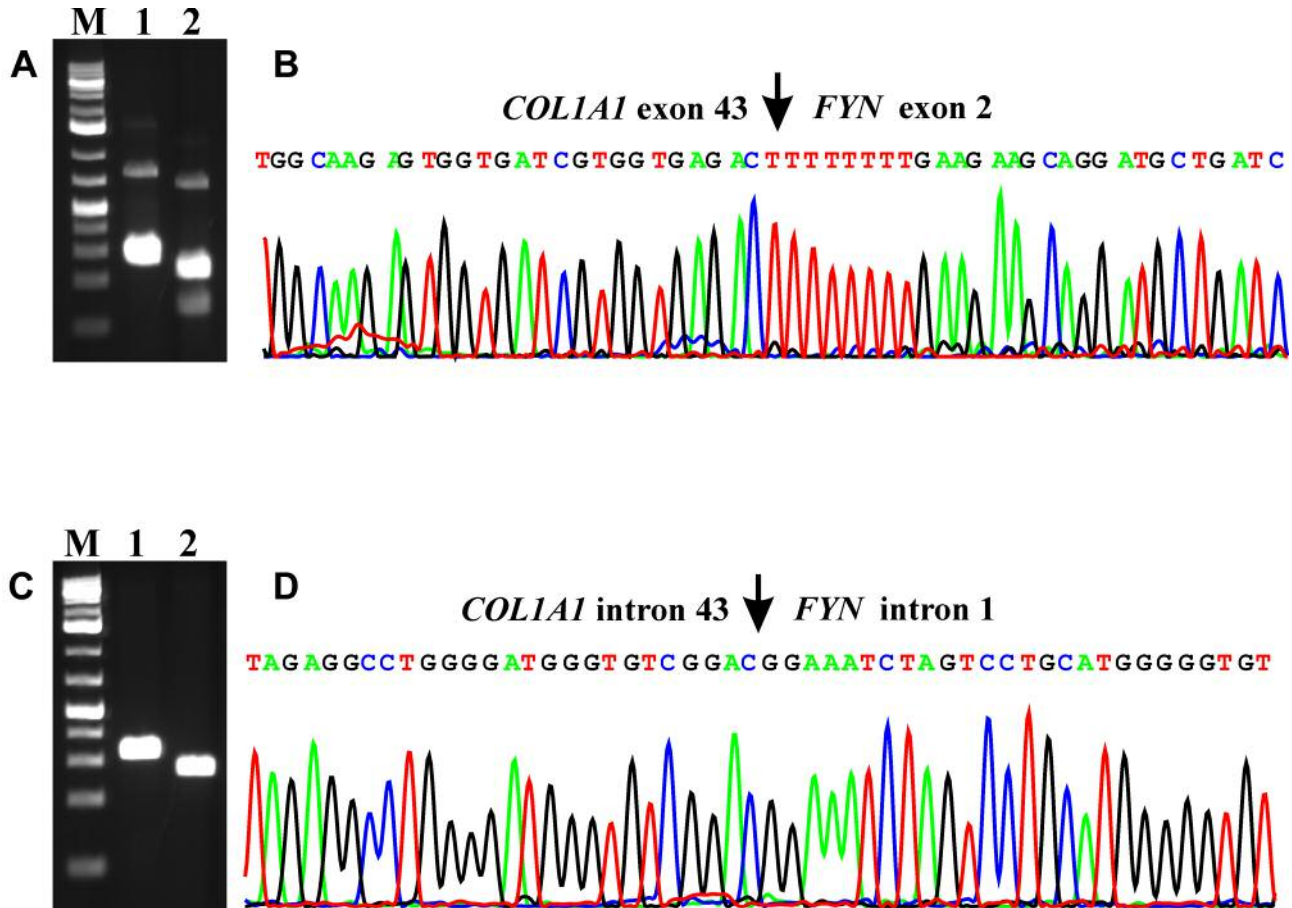 M 1 2
A
B
COL1A1 exon 43 FYN exon 2
TGGCAAGAGTGGTGATCGTGGTGAGACTTTTTTTTGAAGAAGCAGGATGCTGATC
M 1 2
C
D
COL1A1 intron 43 FYN intron 1
TAGAGGCCTGGGGATGGGTGTCGGACGGAAATCTAGTCCTGCATGGGGGTGT